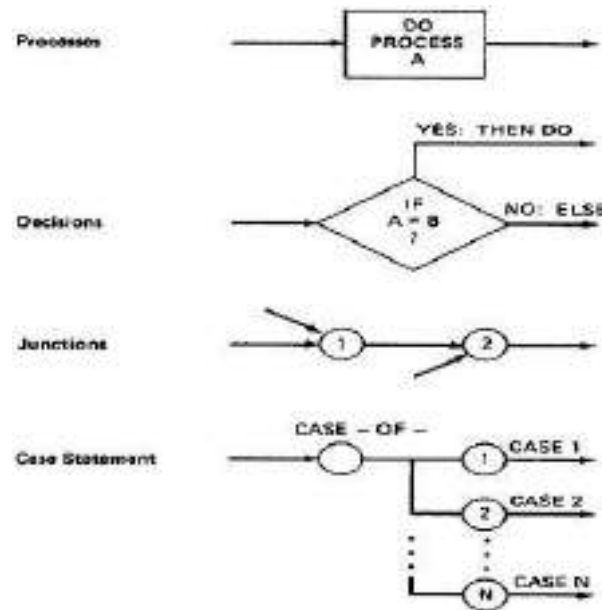 Processes
DO
PROCESS
A
YES: THEN DO
Decisions
IF
A = B
?
NO: ELSE
Junctions
1
2
CASE – OF –
Case Statement
1
CASE 1
2
CASE 2
N
CASE N